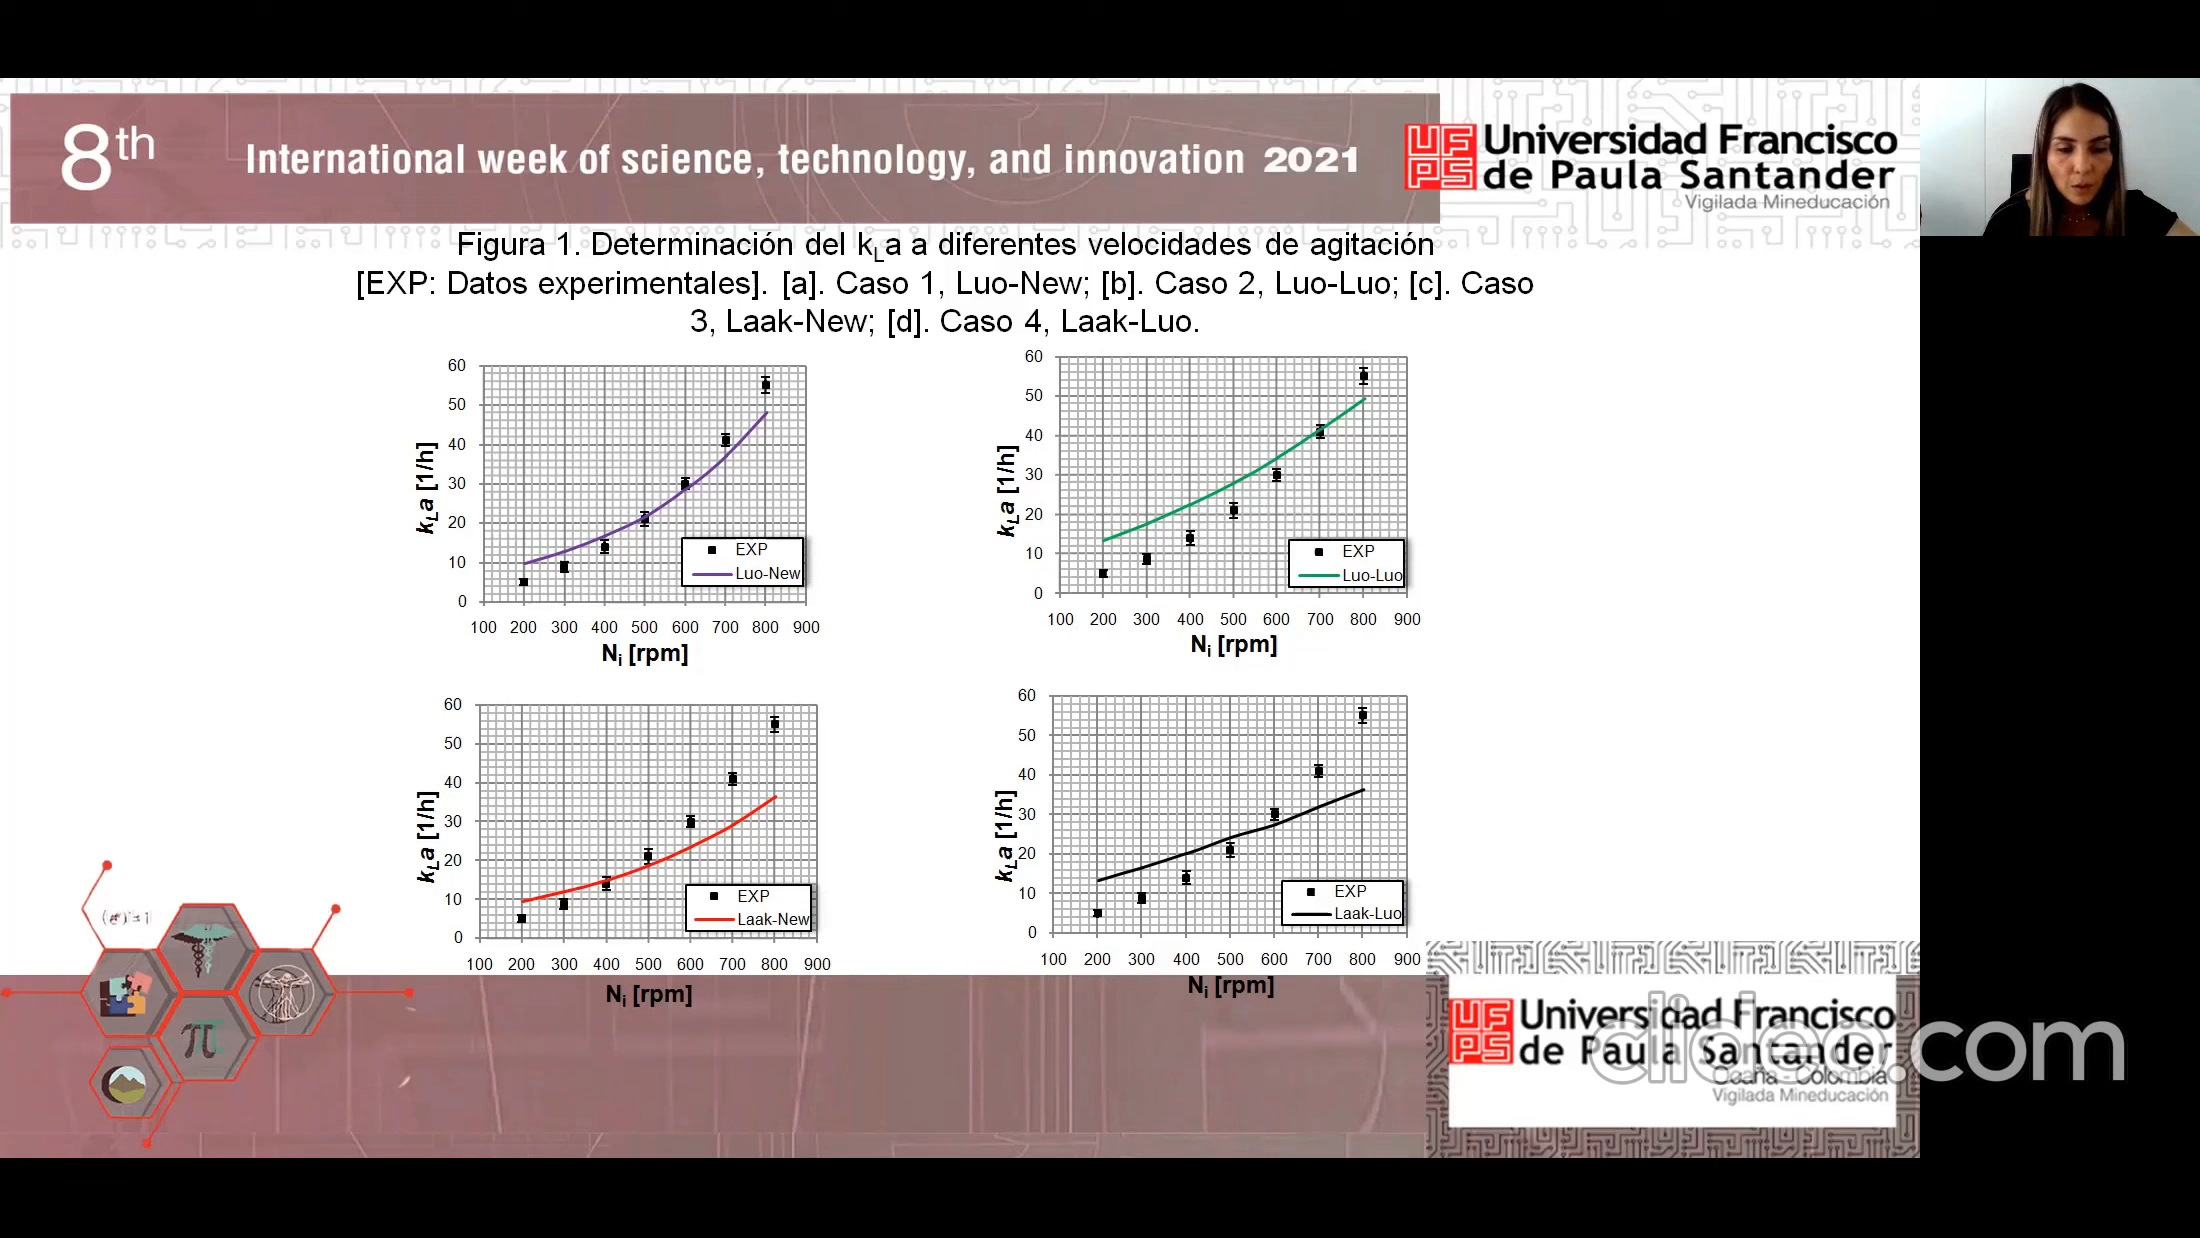 8th
International week of science, technology, and innovation 2021
UFPS
Universidad Francisco
de Paula Santander
Vigilada Mineducación
Figura 1. Determinación del kLa a diferentes velocidades de agitación
[EXP: Datos experimentales]. [a]. Caso 1, Luo-New; [b]. Caso 2, Luo-Luo; [c]. Caso
3, Laak-New; [d]. Caso 4, Laak-Luo.
60
50
40
30
20
10
0
kLa [1/h]
EXP
Luo-New
100 200 300 400 500 600 700 800 900
Ni [rpm]
60
50
40
30
20
10
0
kLa [1/h]
EXP
Luo-Luo
100 200 300 400 500 600 700 800 900
Ni [rpm]
60
50
40
30
20
10
0
kLa [1/h]
EXP
Laak-New
100 200 300 400 500 600 700 800 900
Ni [rpm]
60
50
40
30
20
10
0
kLa [1/h]
EXP
Laak-Luo
100 200 300 400 500 600 700 800 900
Ni [rpm]
π
UFPS
Universidad Francisco
de Paula Santander
Ocaña - Colombia
Vigilada Mineducación
clideo.com